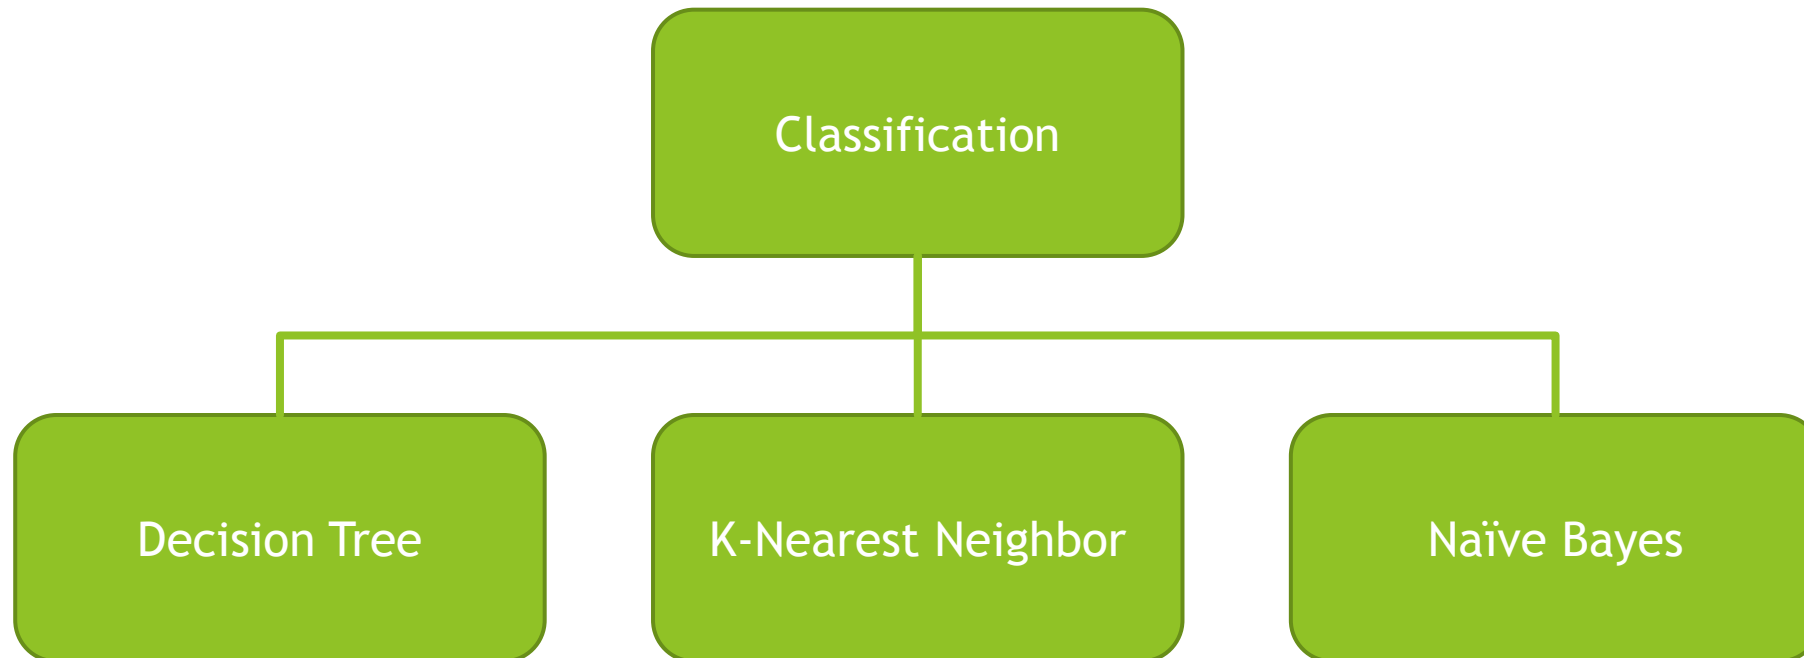 Classification
Decision Tree
K-Nearest Neighbor
Naïve Bayes